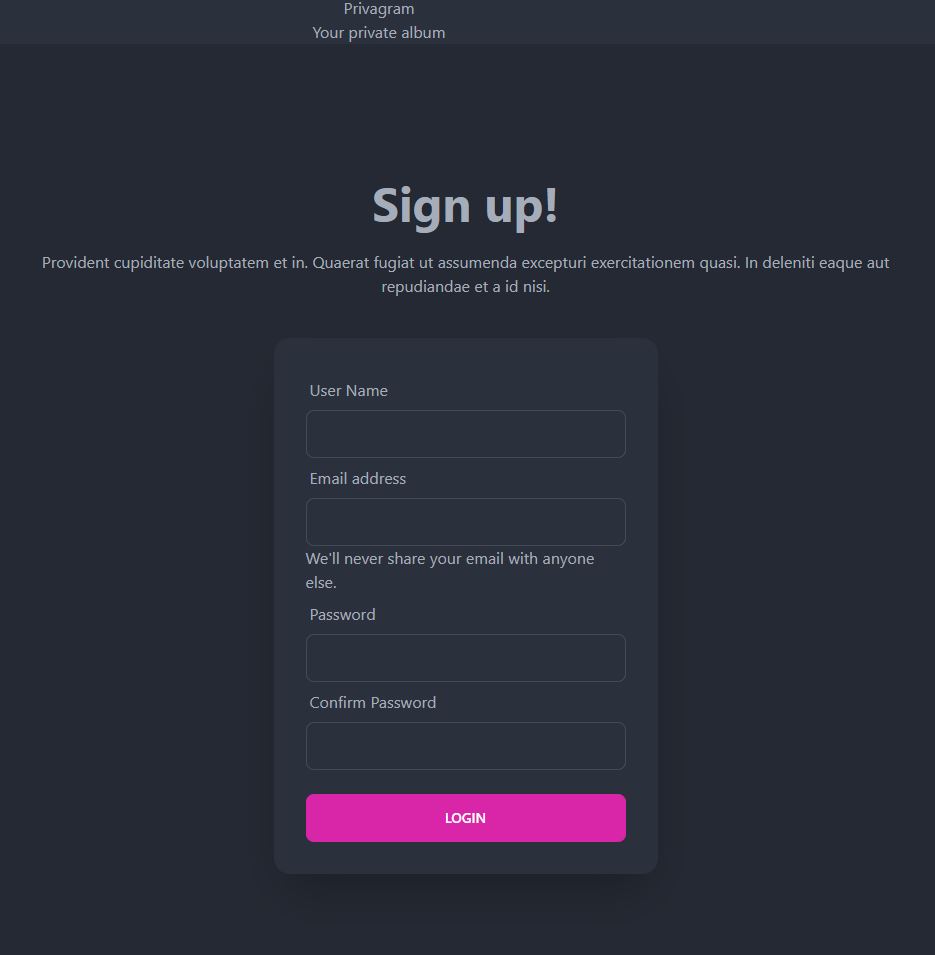 Privagram
Your private album
Sign up!
Provident cupiditate voluptatem et in. Quaerat fugiat ut assumenda excepturi exercitationem quasi. In deleniti eaque aut
repudiandae et a id nisi.
User Name
Email address
We'll never share your email with anyone
else.
Password
Confirm Password
LOGIN